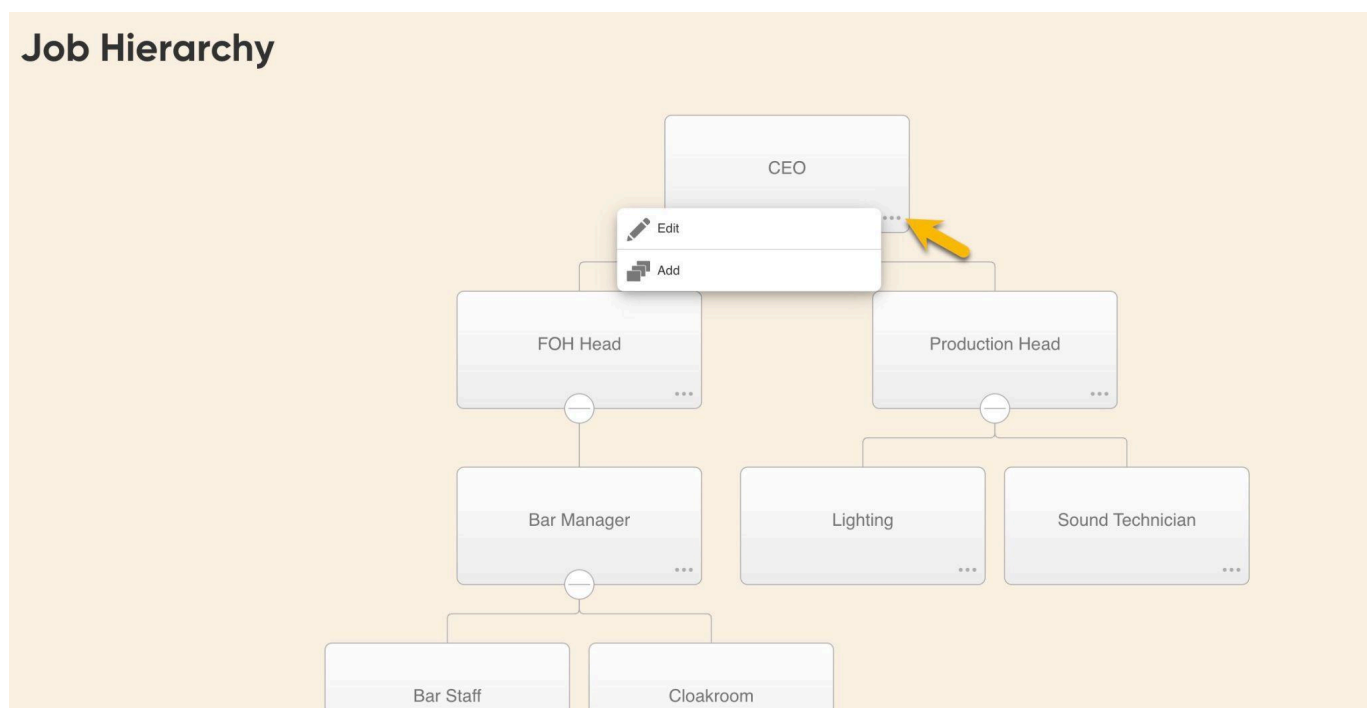 Job Hierarchy
CEO
Edit
Add
FOH Head
Production Head
Bar Manager
Lighting
Sound Technician
Bar Staff
Cloakroom